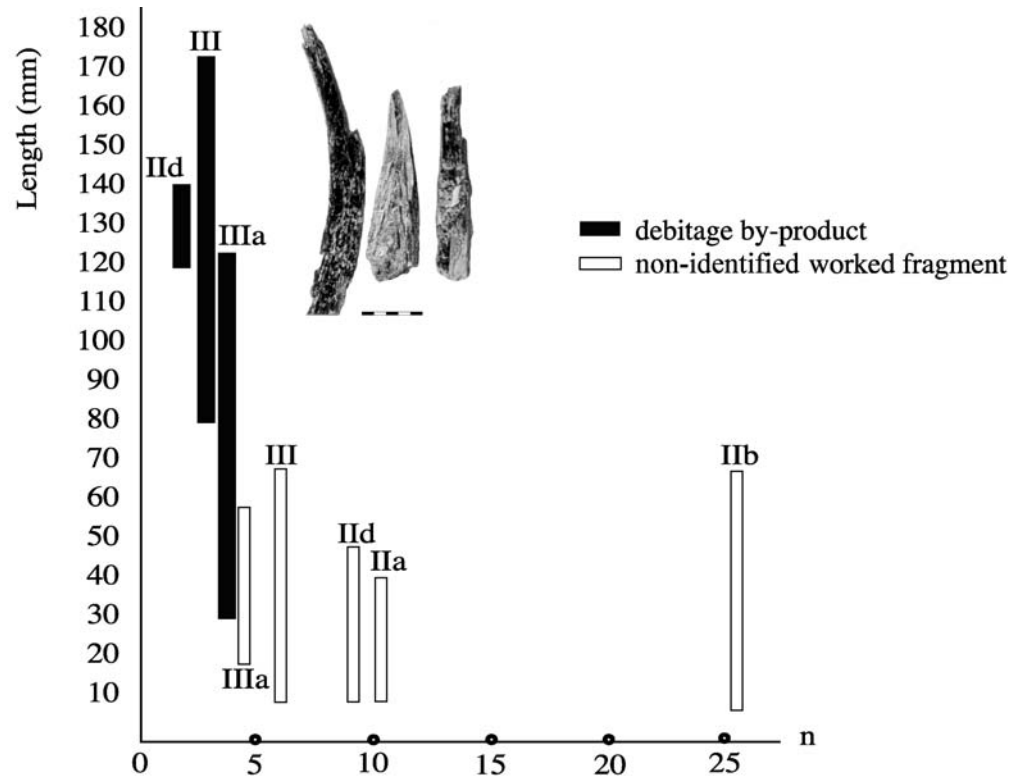 Length (mm)
180
170
160
150
140
130
120
110
100
90
80
70
60
50
40
30
20
10
III
IId
IIIa
debitage by-product
non-identified worked fragment
III
IIb
IId
IIa
IIIa
n
0
5
10
15
20
25